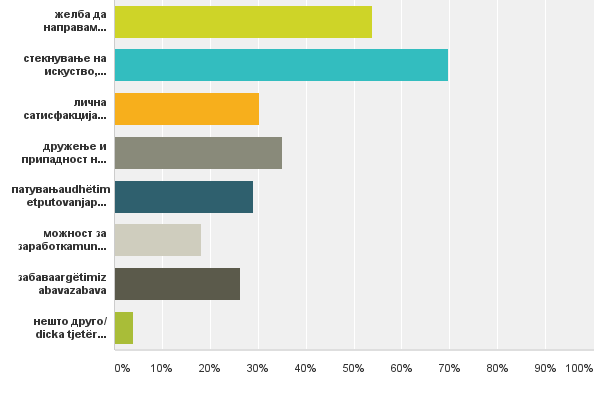 желба да
направам...
стекнување на
искуство,...
лична
сатисфакција...
дружење и
припадност н...
патувањаudhëtim
etputovanjap...
можност за
заработкаmun...
забаваargëtimiz
abavazabava
нешто друго/
dicka tjetër...
0% 10% 20% 30% 40% 50% 60% 70% 80% 90% 100%